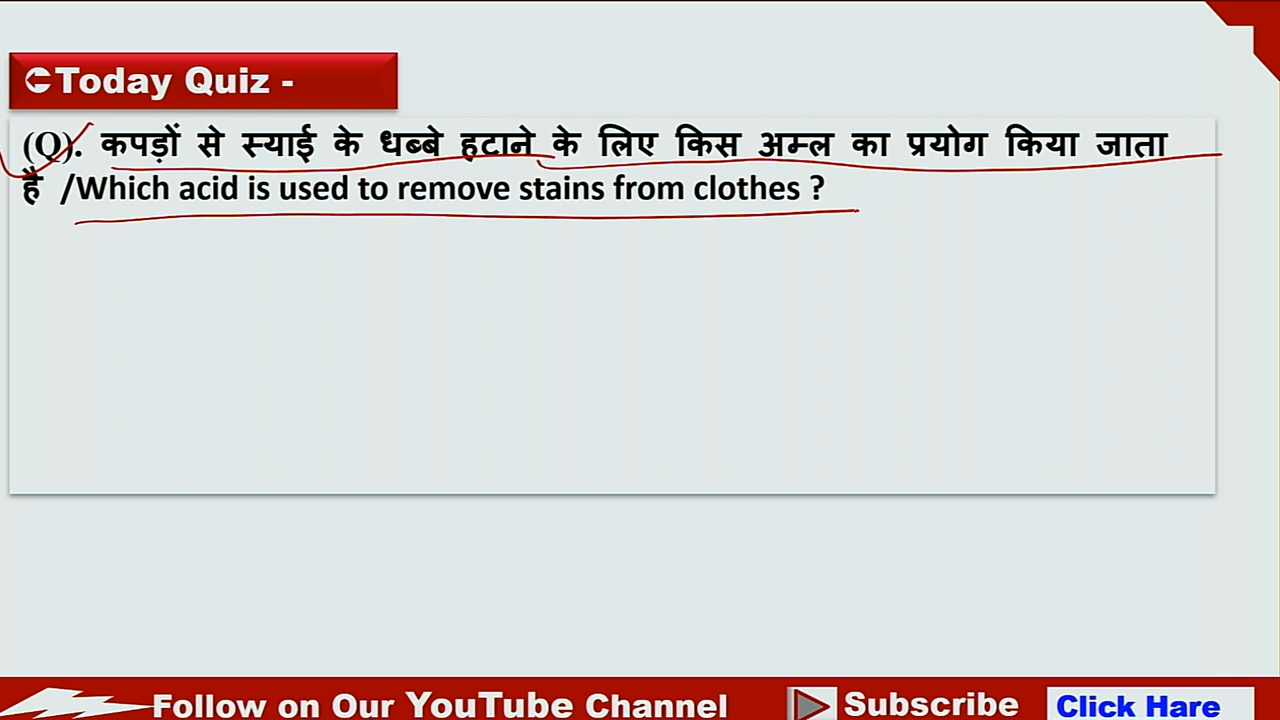 Today Quiz -
(Q). कपड़ों से स्याई के धब्बे हटाने के लिए किस अम्ल का प्रयोग किया जाता
है /Which acid is used to remove stains from clothes ?
Follow on Our YouTube Channel
Subscribe
Click Hare